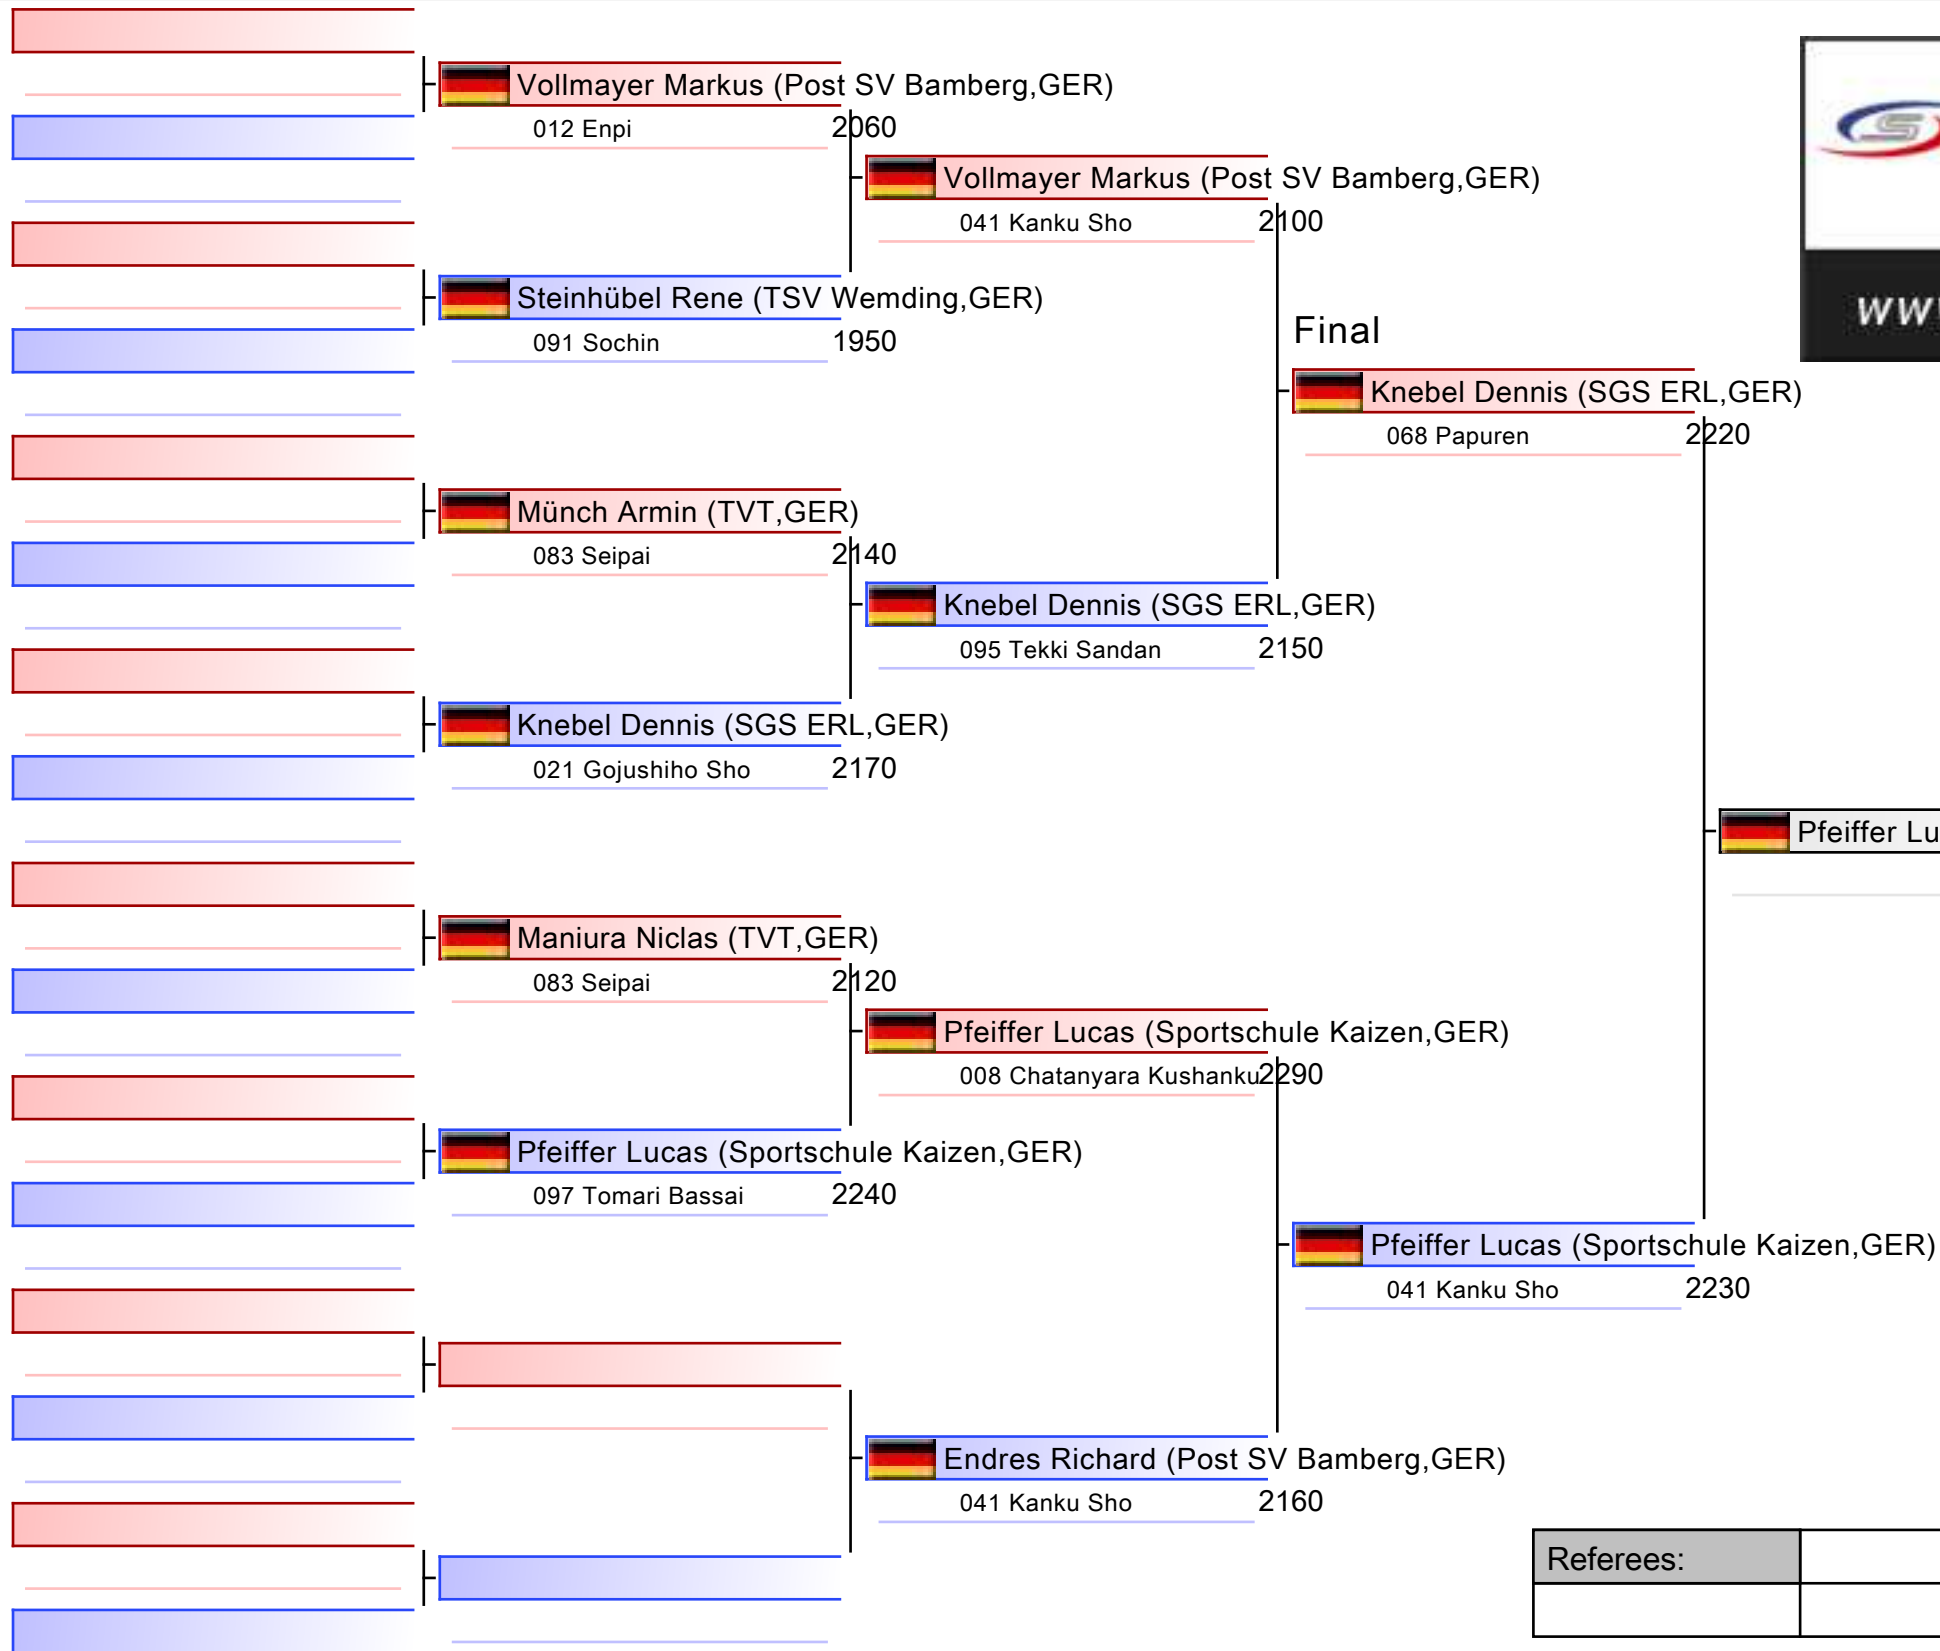 Vollmayer Markus (Post SV Bamberg,GER)
012 Enpi 2060
Vollmayer Markus (Post SV Bamberg,GER)
041 Kanku Sho 2100
Steinhübel Rene (TSV Wemding,GER)
091 Sochin 1950
Final
Knebel Dennis (SGS ERL,GER)
068 Papuren 2220
Münch Armin (TVT,GER)
083 Seipai 2140
Knebel Dennis (SGS ERL,GER)
095 Tekki Sandan 2150
Knebel Dennis (SGS ERL,GER)
021 Gojushiho Sho 2170
Pfeiffer Lu
Maniura Niclas (TVT,GER)
083 Seipai 2120
Pfeiffer Lucas (Sportschule Kaizen,GER)
008 Chatanyara Kushanku 2290
Pfeiffer Lucas (Sportschule Kaizen,GER)
097 Tomari Bassai 2240
Pfeiffer Lucas (Sportschule Kaizen,GER)
041 Kanku Sho 2230
Endres Richard (Post SV Bamberg,GER)
041 Kanku Sho 2160
Referees: